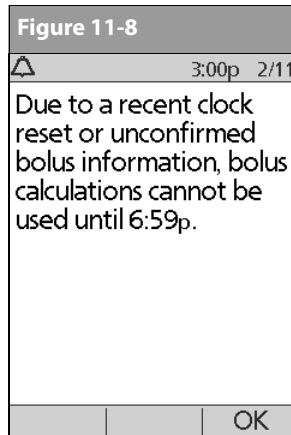 Figure 11-8
3:00p 2/11
Due to a recent clock
reset or unconfirmed
bolus information, bolus
calculations cannot be
used until 6:59p.
OK